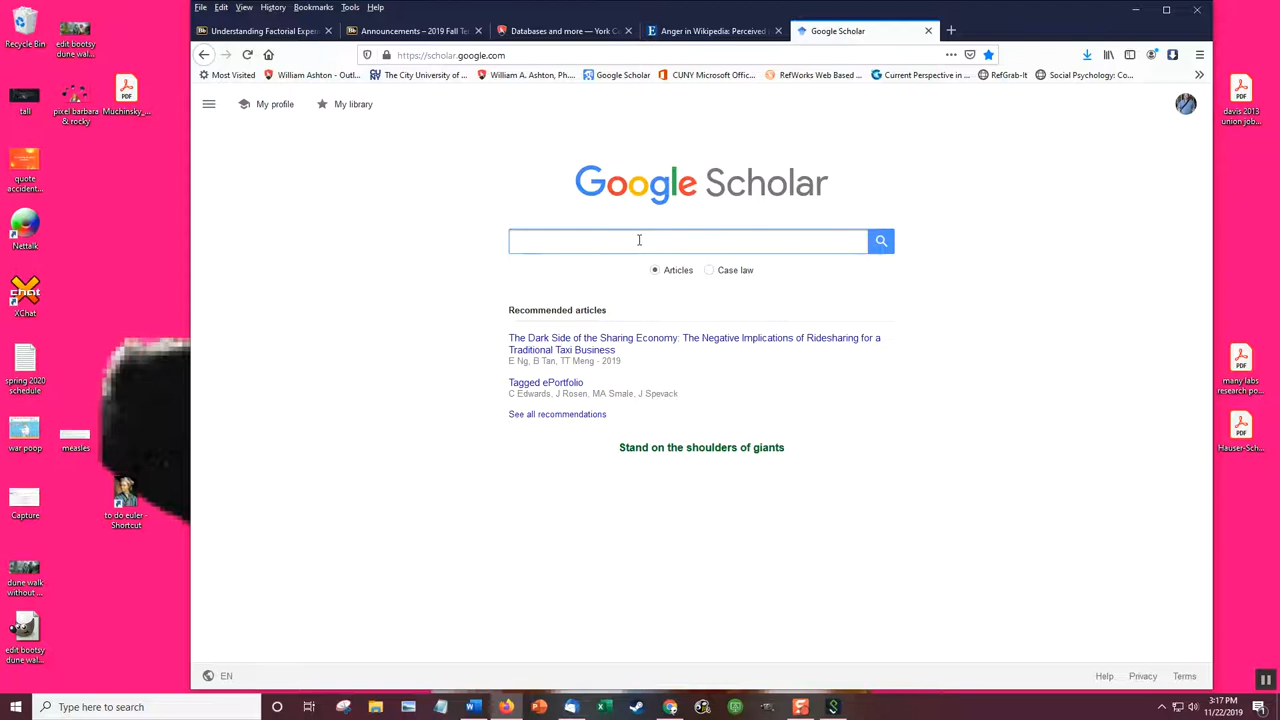 File Edit View History Bookmarks Tools Help
Understanding Factorial Experi
Announcements – 2019 Fall Te
Databases and more — York C
Anger in Wikipedia: Perceived
Google Scholar
https://scholar.google.com
Most Visited
William Ashton - Outl...
The City University of ...
William A. Ashton, Ph....
Google Scholar
CUNY Microsoft Offic...
RefWorks Web Based ...
Current Perspective in ...
RefGrab-It
Social Psychology: Co...
My profile
My library
Google Scholar
Articles
Case law
Recommended articles
The Dark Side of the Sharing Economy: The Negative Implications of Ridesharing for a
Traditional Taxi Business
E Ng, B Tan, TT Meng - 2019
Tagged ePortfolio
C Edwards, J Rosen, MA Smale, J Spevack
See all recommendations
Stand on the shoulders of giants
EN
Help
Privacy
Terms
Recycle Bin
edit bootsy
dune wal...
tall
pixel barbara
& rocky
Muchinsky_...
quote
accident...
Nettalk
XChat
spring 2020
schedule
war poop
measles
Capture
to do euler -
Shortcut
dune walk
without ...
edit bootsy
dune wal...
davis 2013
union job...
many labs
research po...
Hauser-Sch...
Type here to search
3:17 PM
11/22/2019